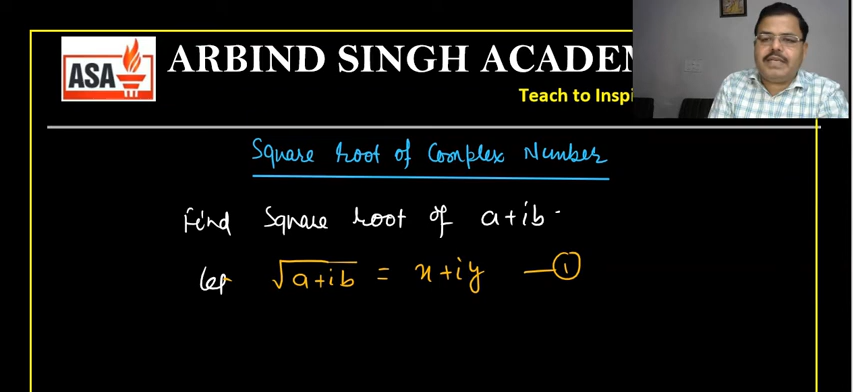 ASA
ARBIND SINGH ACADEM
Teach to Inspi
Square root of Complex Number
Find Square root of a+ib
Let √(a+ib) = x+iy —①